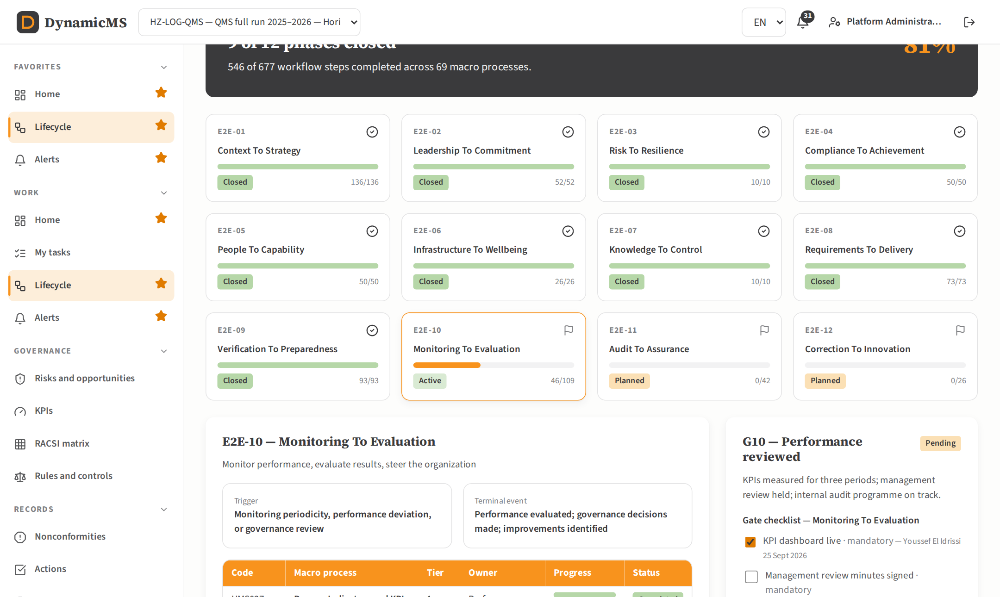 D DynamicMS
HZ-LOG-QMS — QMS full run 2025–2026 — Hori
EN
31
Platform Administra...
FAVORITES
Home
Lifecycle
Alerts
WORK
Home
My tasks
Lifecycle
Alerts
GOVERNANCE
Risks and opportunities
KPIs
RACSI matrix
Rules and controls
RECORDS
Nonconformities
Actions
9 of 12 phases closed
81%
546 of 677 workflow steps completed across 69 macro processes.
E2E-01
Context To Strategy
Closed 136/136
E2E-02
Leadership To Commitment
Closed 52/52
E2E-03
Risk To Resilience
Closed 10/10
E2E-04
Compliance To Achievement
Closed 50/50
E2E-05
People To Capability
Closed 50/50
E2E-06
Infrastructure To Wellbeing
Closed 26/26
E2E-07
Knowledge To Control
Closed 10/10
E2E-08
Requirements To Delivery
Closed 73/73
E2E-09
Verification To Preparedness
Closed 93/93
E2E-10
Monitoring To Evaluation
Active 46/109
E2E-11
Audit To Assurance
Planned 0/42
E2E-12
Correction To Innovation
Planned 0/26
E2E-10 — Monitoring To Evaluation
Monitor performance, evaluate results, steer the organization
Trigger
Monitoring periodicity, performance deviation,
or governance review
Terminal event
Performance evaluated; governance decisions
made; improvements identified
Code Macro process Tier Owner Progress Status
G10 — Performance
reviewed
Pending
KPIs measured for three periods; management
review held; internal audit programme on track.
Gate checklist — Monitoring To Evaluation
KPI dashboard live · mandatory — Youssef El Idrissi
25 Sept 2026
Management review minutes signed ·
mandatory